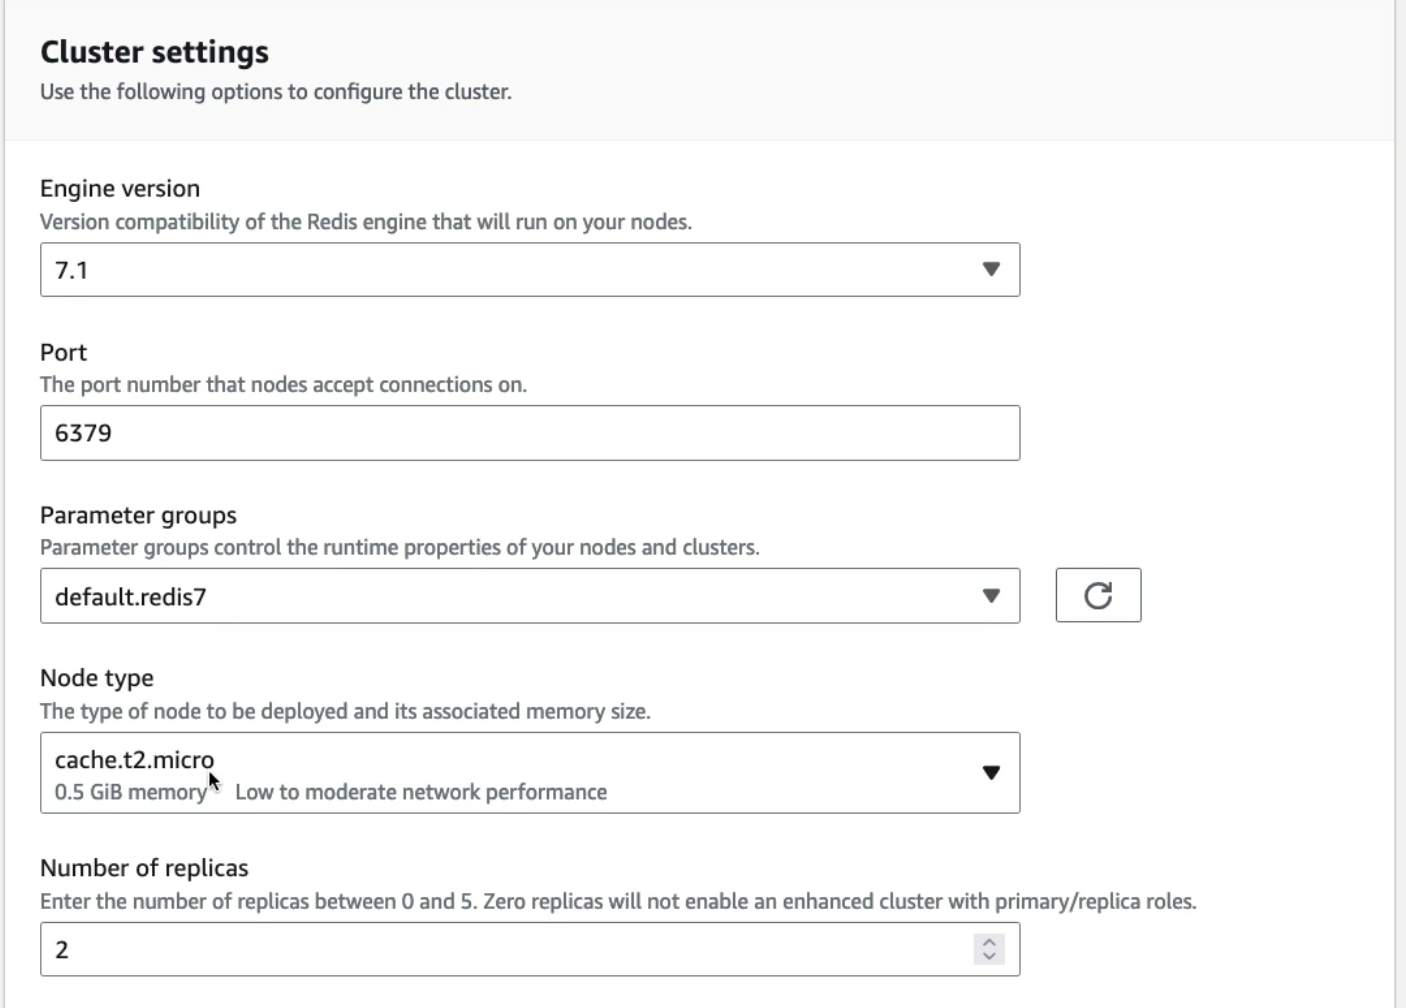 Cluster settings
Use the following options to configure the cluster.
Engine version
Version compatibility of the Redis engine that will run on your nodes.
7.1
Port
The port number that nodes accept connections on.
6379
Parameter groups
Parameter groups control the runtime properties of your nodes and clusters.
default.redis7
Node type
The type of node to be deployed and its associated memory size.
cache.t2.micro
0.5 GiB memory Low to moderate network performance
Number of replicas
Enter the number of replicas between 0 and 5. Zero replicas will not enable an enhanced cluster with primary/replica roles.
2